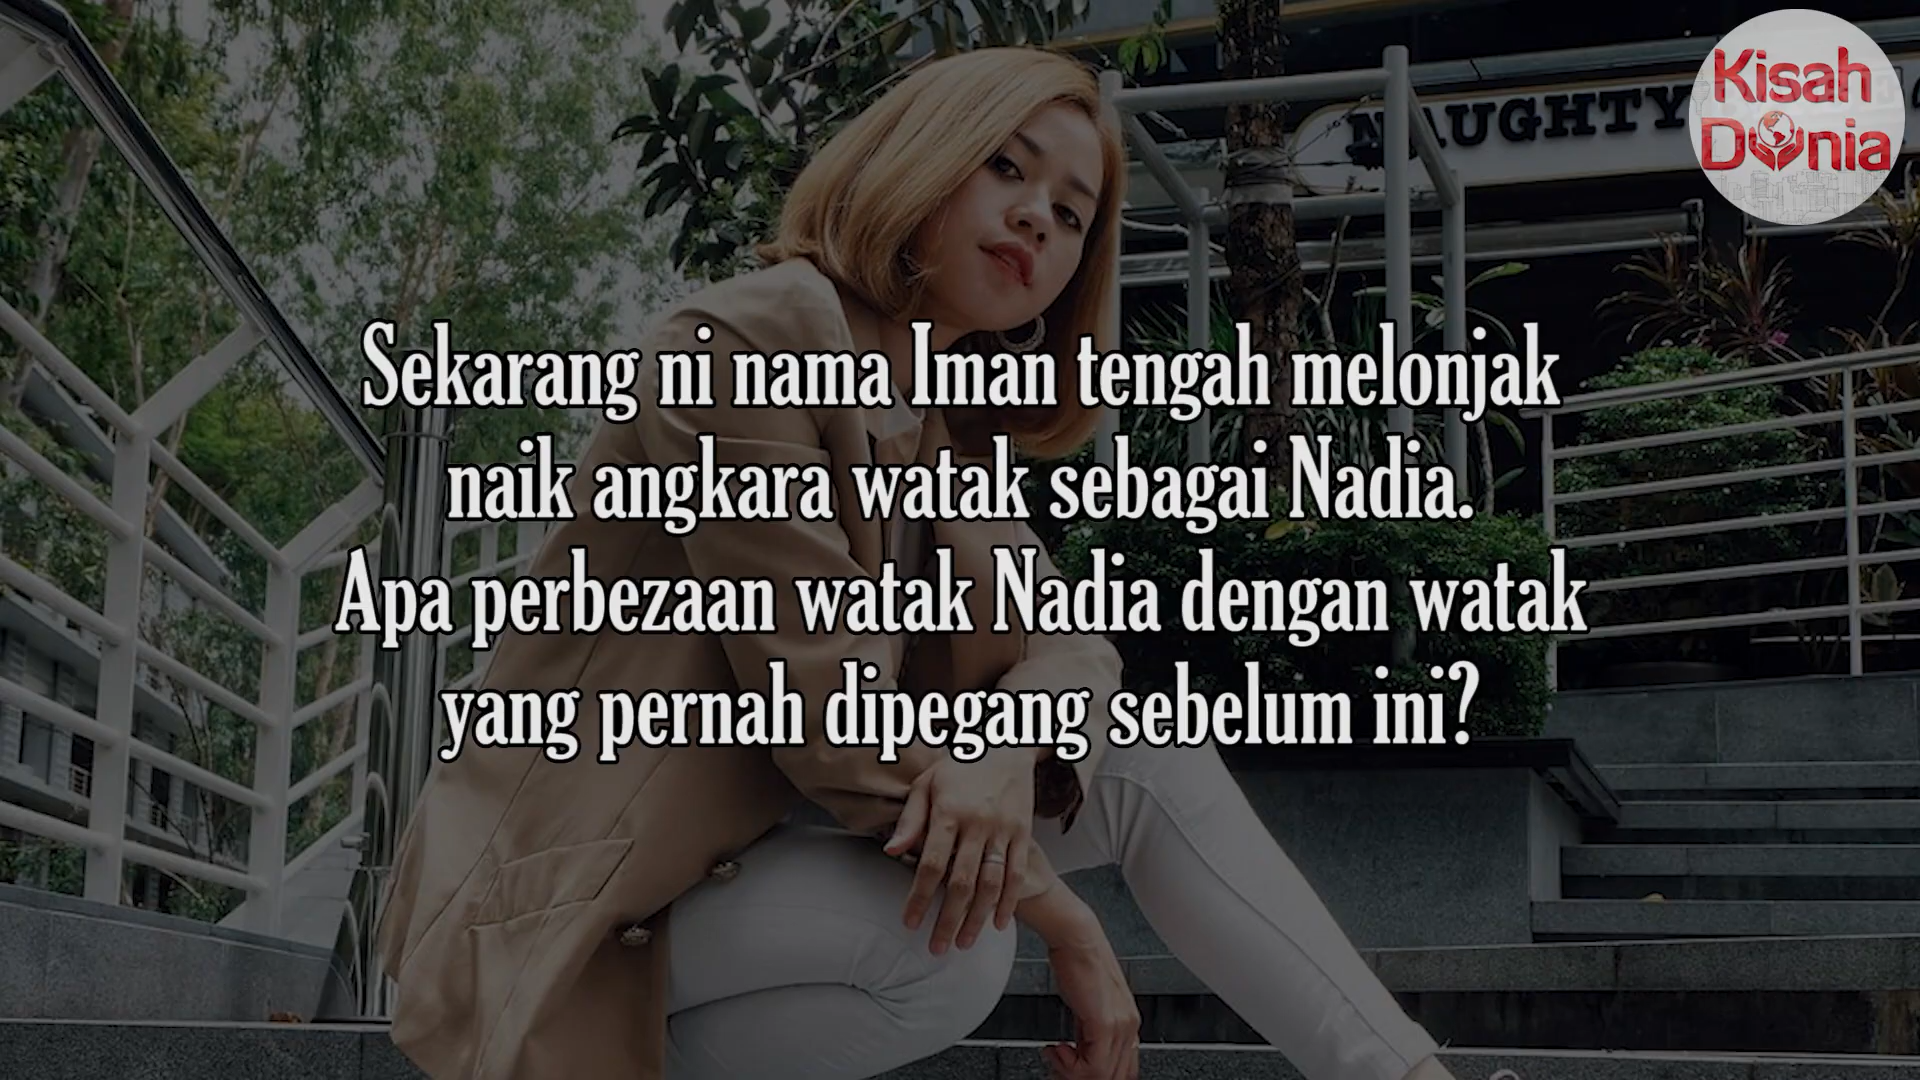 Kisah
Dunia
NAUGHTY
Sekarang ni nama Iman tengah melonjak
naik angkara watak sebagai Nadia.
Apa perbezaan watak Nadia dengan watak
yang pernah dipegang sebelum ini?